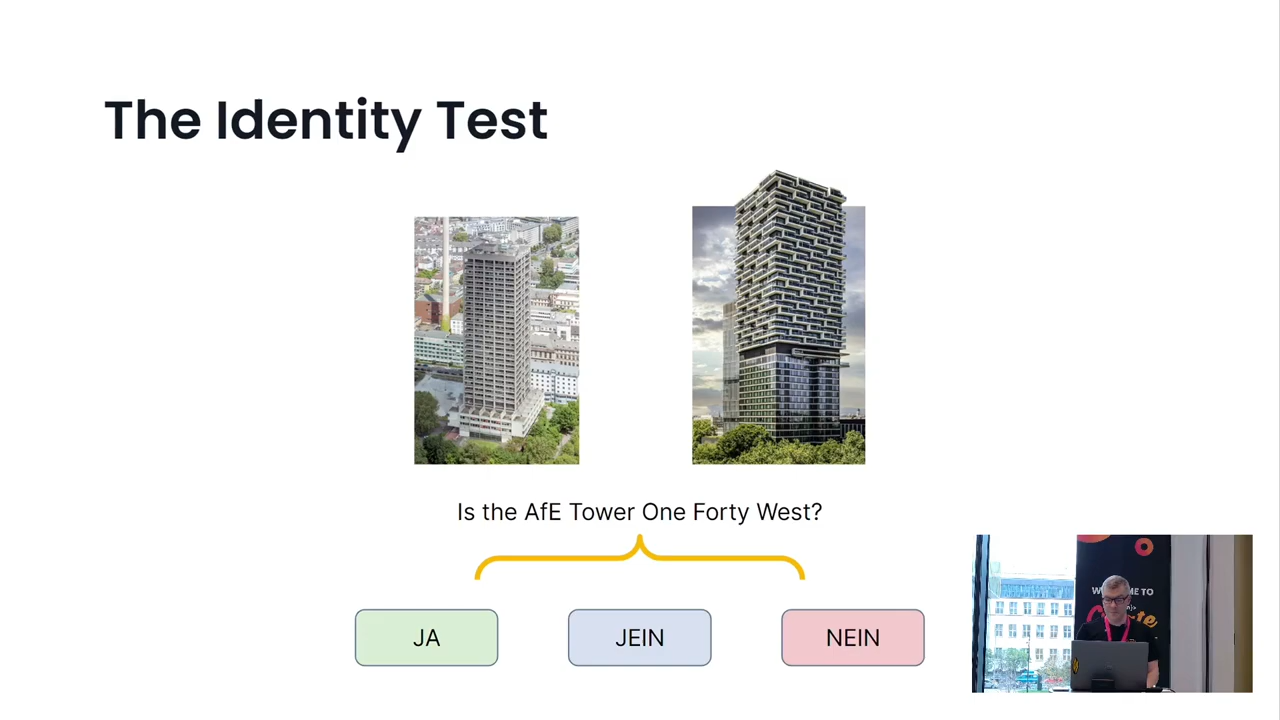 The Identity Test
Is the AfE Tower One Forty West?
JA
JEIN
NEIN